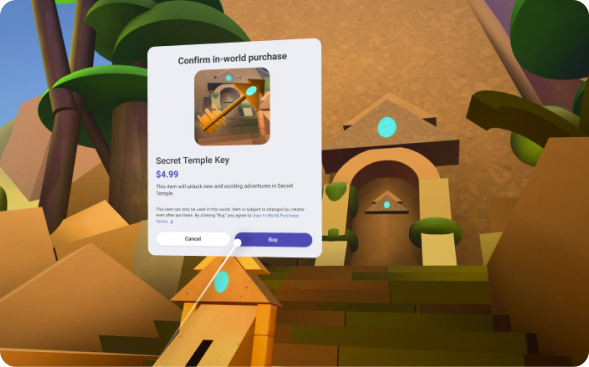 Confirm in-world purchase
Secret Temple Key
$4.99
This item will unlock new and exciting adventures in Secret
Temple
This item can only be used in this world. Item is subject to changes by creator
even after purchase. By clicking "Buy," you agree to User In-World Purchase
Terms
Cancel
Buy